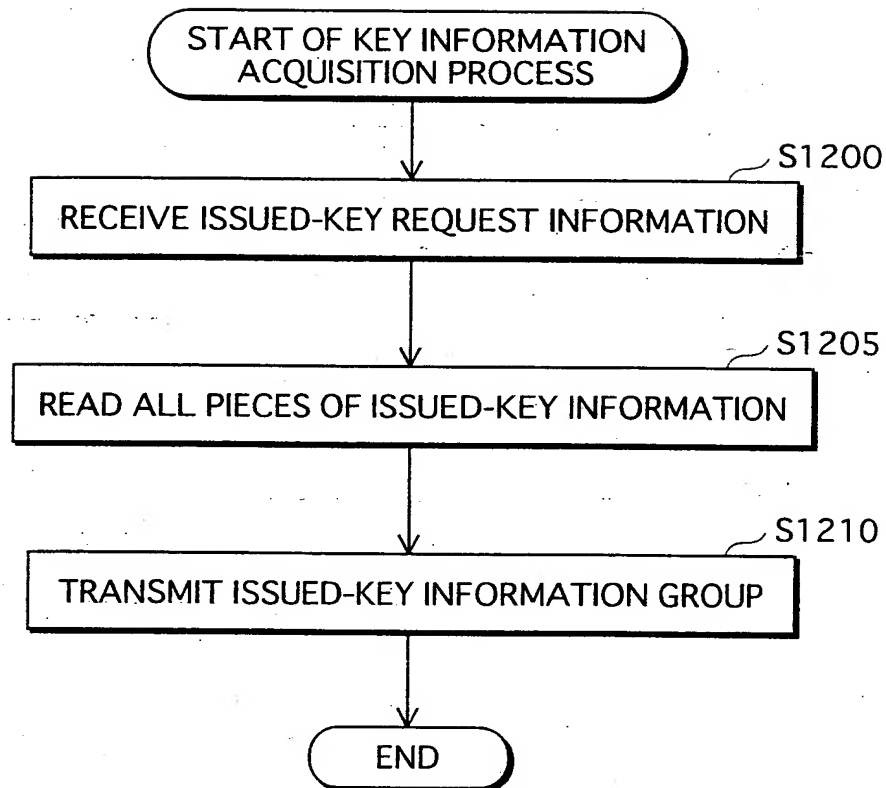 START OF KEY INFORMATION
ACQUISITION PROCESS
S1200
RECEIVE ISSUED-KEY REQUEST INFORMATION
S1205
READ ALL PIECES OF ISSUED-KEY INFORMATION
S1210
TRANSMIT ISSUED-KEY INFORMATION GROUP
END